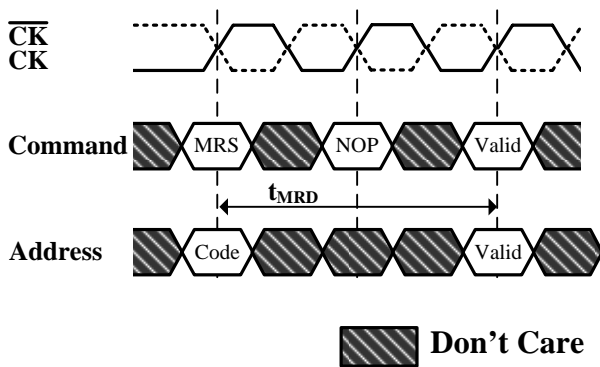 CK
CK
Command MRS NOP Valid
tMRD
Address Code Valid
Don't Care